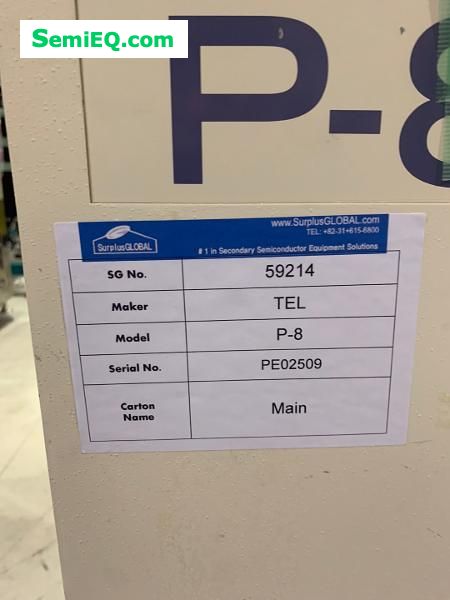 SemiEQ.com
P-8
SurplusGLOBAL
www.SurplusGLOBAL.com
TEL: +82-31+615-6800
# 1 in Secondary Semiconductor Equipment Solutions
SG No. 59214
Maker TEL
Model P-8
Serial No. PE02509
Carton
Name Main